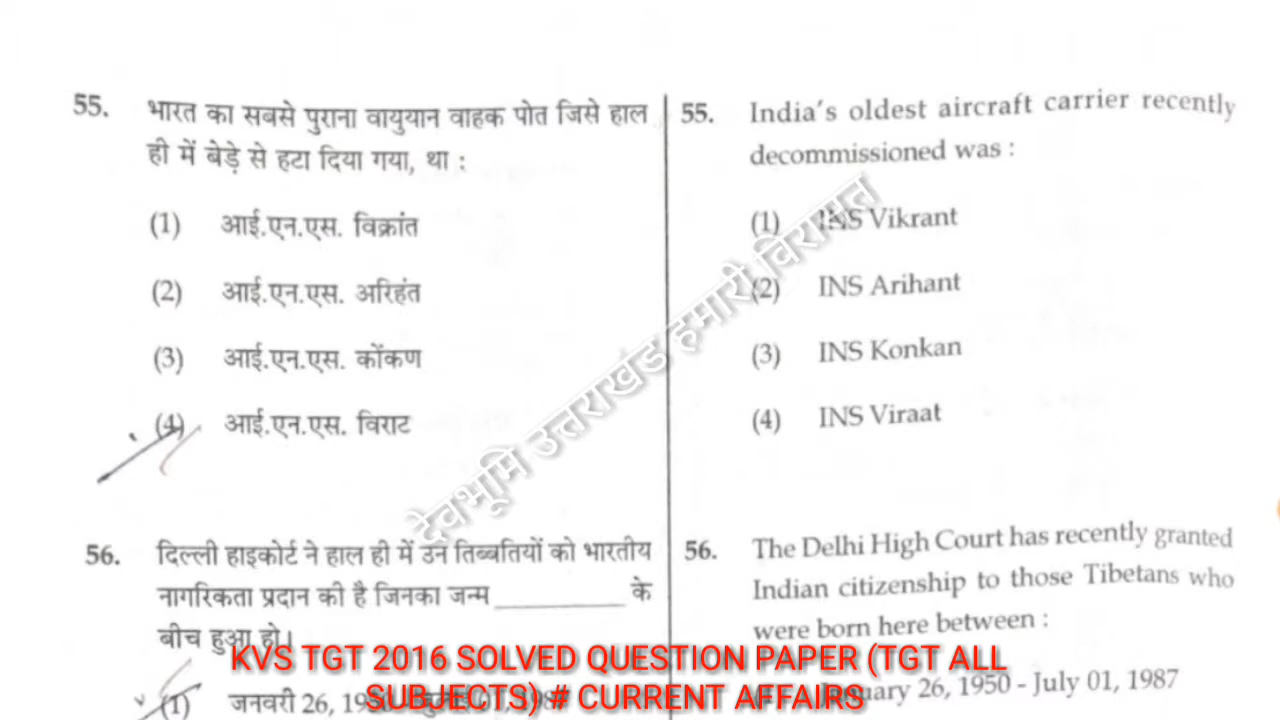 55. भारत का सबसे पुराना वायुयान वाहक पोत जिसे हाल
ही में बेड़े से हटा दिया गया, था :
(1) आई.एन.एस. विक्रांत
(2) आई.एन.एस. अरिहंत
(3) आई.एन.एस. कोंकण
(4) आई.एन.एस. विराट
56. दिल्ली हाइकोर्ट ने हाल ही में उन तिब्बतियों को भारतीय
नागरिकता प्रदान की है जिनका जन्म __________ के
बीच हुआ हो।
(1) जनवरी 26,
55. India's oldest aircraft carrier recently
decommissioned was :
(1) INS Vikrant
(2) INS Arihant
(3) INS Konkan
(4) INS Viraat
56. The Delhi High Court has recently granted
Indian citizenship to those Tibetans who
were born here between :
January 26, 1950 - July 01, 1987
देवभूमि उत्तराखंड हमारी विरासत
KVS TGT 2016 SOLVED QUESTION PAPER (TGT ALL
SUBJECTS) # CURRENT AFFAIRS